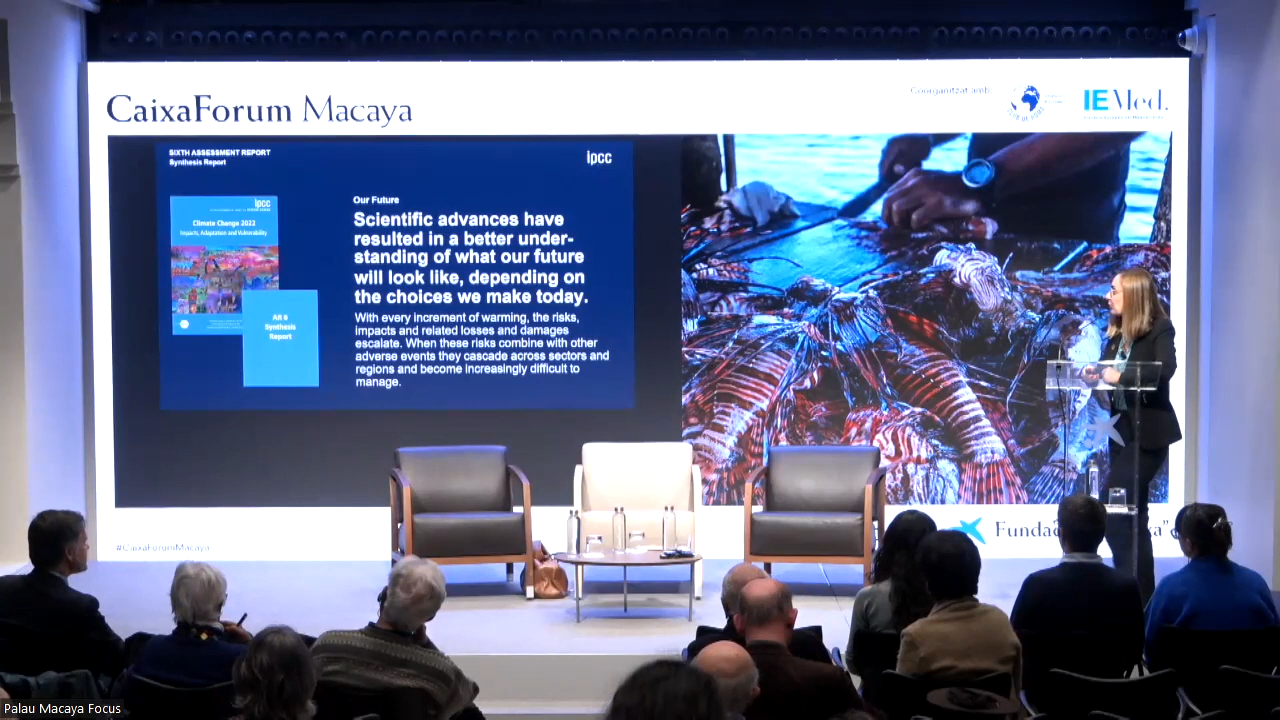 CaixaForum Macaya
Coorganitzat amb:
IEMed.
SIXTH ASSESSMENT REPORT
Synthesis Report
ipcc
ipcc
Climate Change 2022
Impacts, Adaptation and Vulnerability
AR 6
Synthesis
Report
Our Future
Scientific advances have
resulted in a better under-
standing of what our future
will look like, depending on
the choices we make today.
With every increment of warming, the risks,
impacts and related losses and damages
escalate. When these risks combine with other
adverse events they cascade across sectors and
regions and become increasingly difficult to
manage.
#CaixaForumMacaya
Palau Macaya Focus